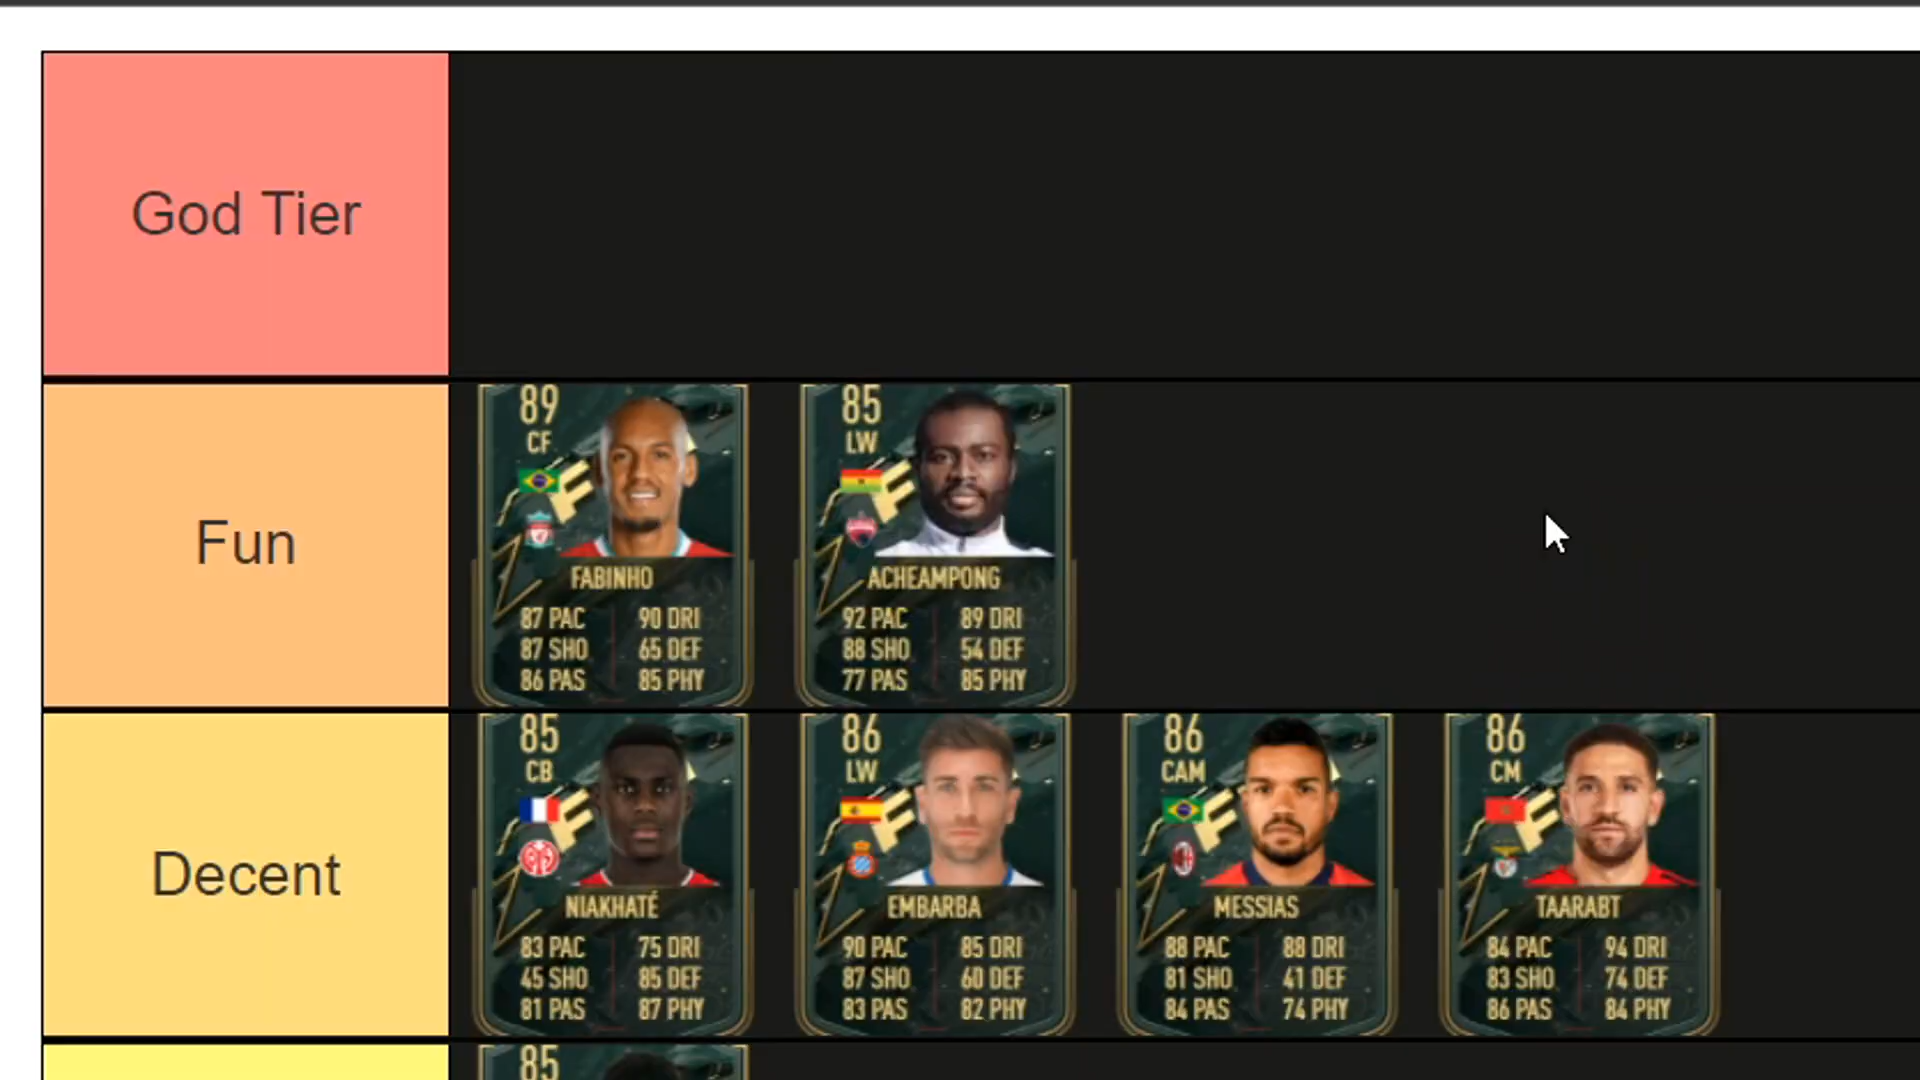 God Tier
Fun
89
CF
FABINHO
87 PAC 90 DRI
87 SHO 65 DEF
86 PAS 85 PHY
85
LW
ACHEAMPONG
92 PAC 89 DRI
88 SHO 54 DEF
77 PAS 85 PHY
Decent
85
CB
NIAKHATÉ
83 PAC 75 DRI
45 SHO 85 DEF
81 PAS 87 PHY
86
LW
EMBARBA
90 PAC 85 DRI
87 SHO 60 DEF
83 PAS 82 PHY
86
CAM
MESSIAS
88 PAC 88 DRI
81 SHO 41 DEF
84 PAS 74 PHY
86
CM
TAARABT
84 PAC 94 DRI
83 SHO 74 DEF
86 PAS 84 PHY
85